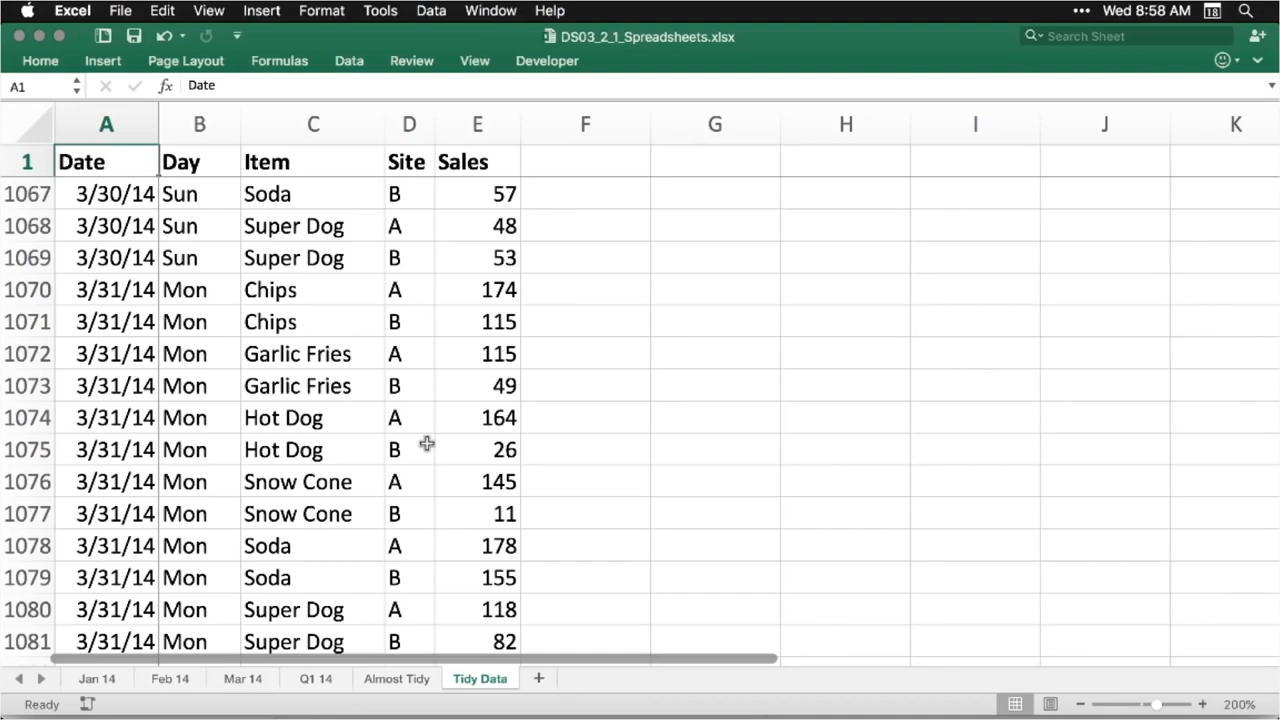 Excel File Edit View Insert Format Tools Data Window Help ••• Wed 8:58 AM 18
DS03_2_1_Spreadsheets.xlsx Search Sheet
Home Insert Page Layout Formulas Data Review View Developer
A1 fx Date
A B C D E F G H I J K
1 Date Day Item Site Sales
1067 3/30/14 Sun Soda B 57
1068 3/30/14 Sun Super Dog A 48
1069 3/30/14 Sun Super Dog B 53
1070 3/31/14 Mon Chips A 174
1071 3/31/14 Mon Chips B 115
1072 3/31/14 Mon Garlic Fries A 115
1073 3/31/14 Mon Garlic Fries B 49
1074 3/31/14 Mon Hot Dog A 164
1075 3/31/14 Mon Hot Dog B 26
1076 3/31/14 Mon Snow Cone A 145
1077 3/31/14 Mon Snow Cone B 11
1078 3/31/14 Mon Soda A 178
1079 3/31/14 Mon Soda B 155
1080 3/31/14 Mon Super Dog A 118
1081 3/31/14 Mon Super Dog B 82
Jan 14 Feb 14 Mar 14 Q1 14 Almost Tidy Tidy Data +
Ready 200%